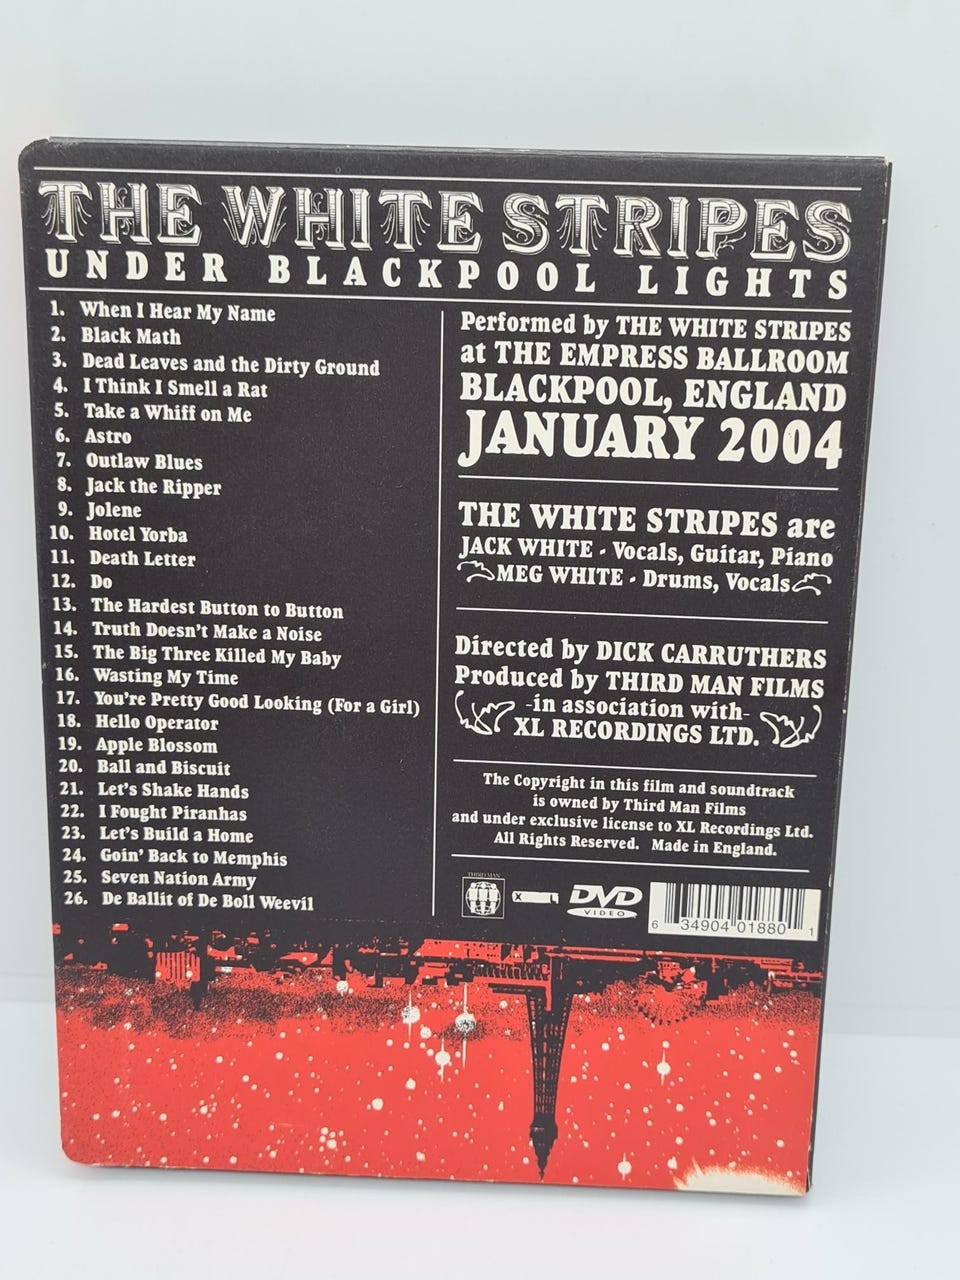 THE WHITE STRIPES
UNDER BLACKPOOL LIGHTS
1. When I Hear My Name
2. Black Math
3. Dead Leaves and the Dirty Ground
4. I Think I Smell a Rat
5. Take a Whiff on Me
6. Astro
7. Outlaw Blues
8. Jack the Ripper
9. Jolene
10. Hotel Yorba
11. Death Letter
12. Do
13. The Hardest Button to Button
14. Truth Doesn't Make a Noise
15. The Big Three Killed My Baby
16. Wasting My Time
17. You're Pretty Good Looking (For a Girl)
18. Hello Operator
19. Apple Blossom
20. Ball and Biscuit
21. Let's Shake Hands
22. I Fought Piranhas
23. Let's Build a Home
24. Goin' Back to Memphis
25. Seven Nation Army
26. De Ballit of De Boll Weevil
Performed by THE WHITE STRIPES
at THE EMPRESS BALLROOM
BLACKPOOL, ENGLAND
JANUARY 2004
THE WHITE STRIPES are
JACK WHITE - Vocals, Guitar, Piano
MEG WHITE - Drums, Vocals
Directed by DICK CARRUTHERS
Produced by THIRD MAN FILMS
-in association with-
XL RECORDINGS LTD.
The Copyright in this film and soundtrack
is owned by Third Man Films
and under exclusive license to XL Recordings Ltd.
All Rights Reserved. Made in England.
THIRD MAN
X L
DVD
VIDEO
6 34904 01880 1